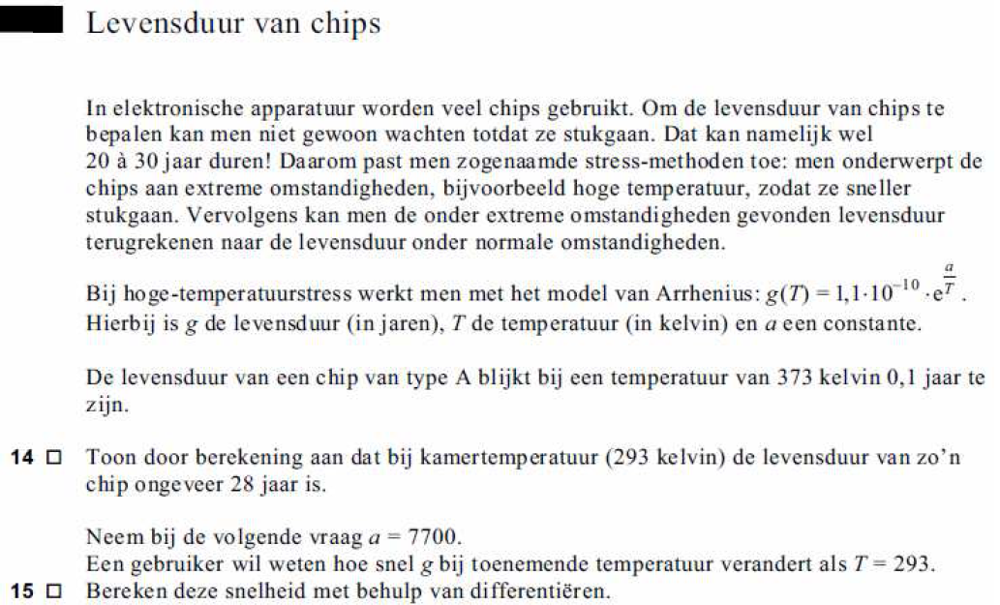 Levensduur van chips
In elektronische apparatuur worden veel chips gebruikt. Om de levensduur van chips te
bepalen kan men niet gewoon wachten totdat ze stukgaan. Dat kan namelijk wel
20 à 30 jaar duren! Daarom past men zogenaamde stress-methoden toe: men onderwerpt de
chips aan extreme omstandigheden, bijvoorbeeld hoge temperatuur, zodat ze sneller
stukgaan. Vervolgens kan men de onder extreme omstandigheden gevonden levensduur
terugrekenen naar de levensduur onder normale omstandigheden.
Bij hoge-temperatuurstress werkt men met het model van Arrhenius: g(T) = 1,1·10⁻¹⁰ ·e^(a/T) .
Hierbij is g de levensduur (in jaren), T de temperatuur (in kelvin) en a een constante.
De levensduur van een chip van type A blijkt bij een temperatuur van 373 kelvin 0,1 jaar te
zijn.
14 □ Toon door berekening aan dat bij kamertemperatuur (293 kelvin) de levensduur van zo'n
chip ongeveer 28 jaar is.
Neem bij de volgende vraag a = 7700.
Een gebruiker wil weten hoe snel g bij toenemende temperatuur verandert als T = 293.
15 □ Bereken deze snelheid met behulp van differentiëren.